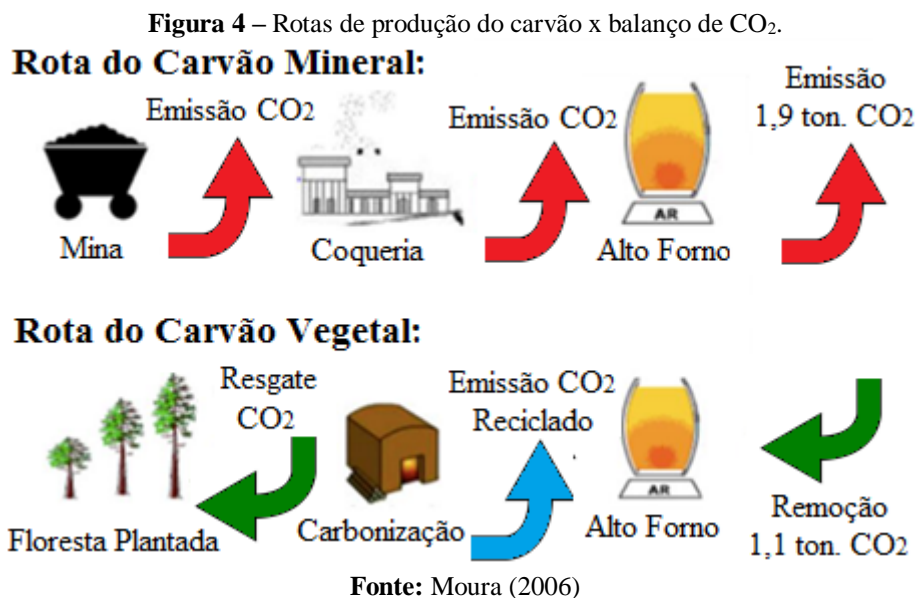 Figura 4 – Rotas de produção do carvão x balanço de CO₂.
Rota do Carvão Mineral:
Emissão CO2
Emissão CO2
Emissão
1,9 ton. CO2
AR
Mina
Coqueria
Alto Forno
Rota do Carvão Vegetal:
Resgate
CO2
Emissão CO2
Reciclado
AR
Floresta Plantada
Carbonização
Alto Forno
Remoção
1,1 ton. CO2
Fonte: Moura (2006)